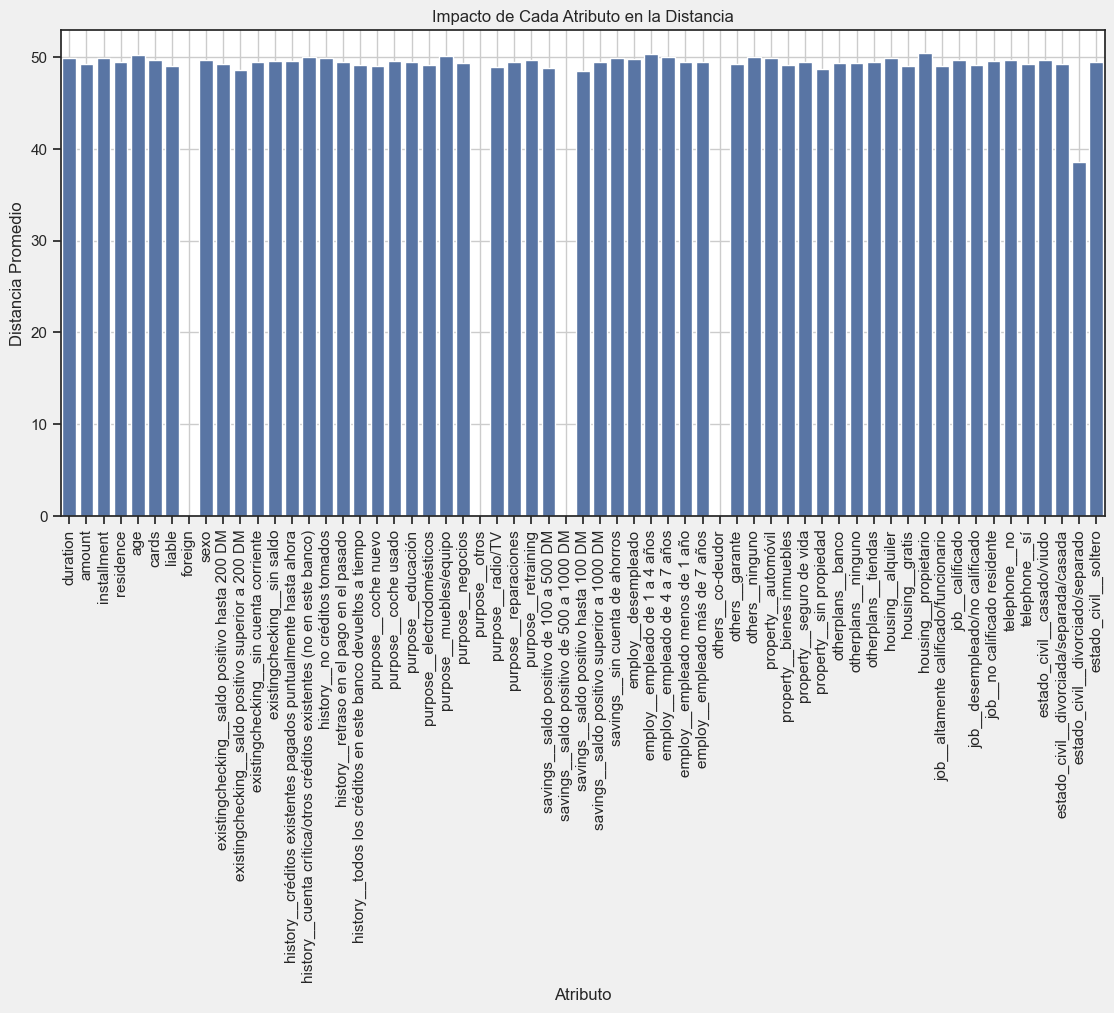 Impacto de Cada Atributo en la Distancia
Distancia Promedio
50
40
30
20
10
0
duration
amount
installment
residence
age
cards
liable
foreign
sexo
existingchecking__saldo positivo hasta 200 DM
existingchecking__saldo positivo superior a 200 DM
existingchecking__sin cuenta corriente
existingchecking__sin saldo
history__créditos existentes pagados puntualmente hasta ahora
history__cuenta crítica/otros créditos existentes (no en este banco)
history__no créditos tomados
history__retraso en el pago en el pasado
history__todos los créditos en este banco devueltos a tiempo
purpose__coche nuevo
purpose__coche usado
purpose__educación
purpose__electrodomésticos
purpose__muebles/equipo
purpose__negocios
purpose__otros
purpose__radio/TV
purpose__reparaciones
purpose__retraining
savings__saldo positivo de 100 a 500 DM
savings__saldo positivo de 500 a 1000 DM
savings__saldo positivo hasta 100 DM
savings__saldo positivo superior a 1000 DM
savings__sin cuenta de ahorros
employ__desempleado
employ__empleado de 1 a 4 años
employ__empleado de 4 a 7 años
employ__empleado menos de 1 año
employ__empleado más de 7 años
others__co-deudor
others__garante
others__ninguno
property__automóvil
property__bienes inmuebles
property__seguro de vida
property__sin propiedad
otherplans__banco
otherplans__ninguno
otherplans__tiendas
housing__alquiler
housing__gratis
housing__propietario
job__altamente calificado/funcionario
job__calificado
job__desempleado/no calificado
job__no calificado residente
telephone__no
telephone__sí
estado_civil__casado/viudo
estado_civil__divorciada/separada/casada
estado_civil__divorciado/separado
estado_civil__soltero
Atributo